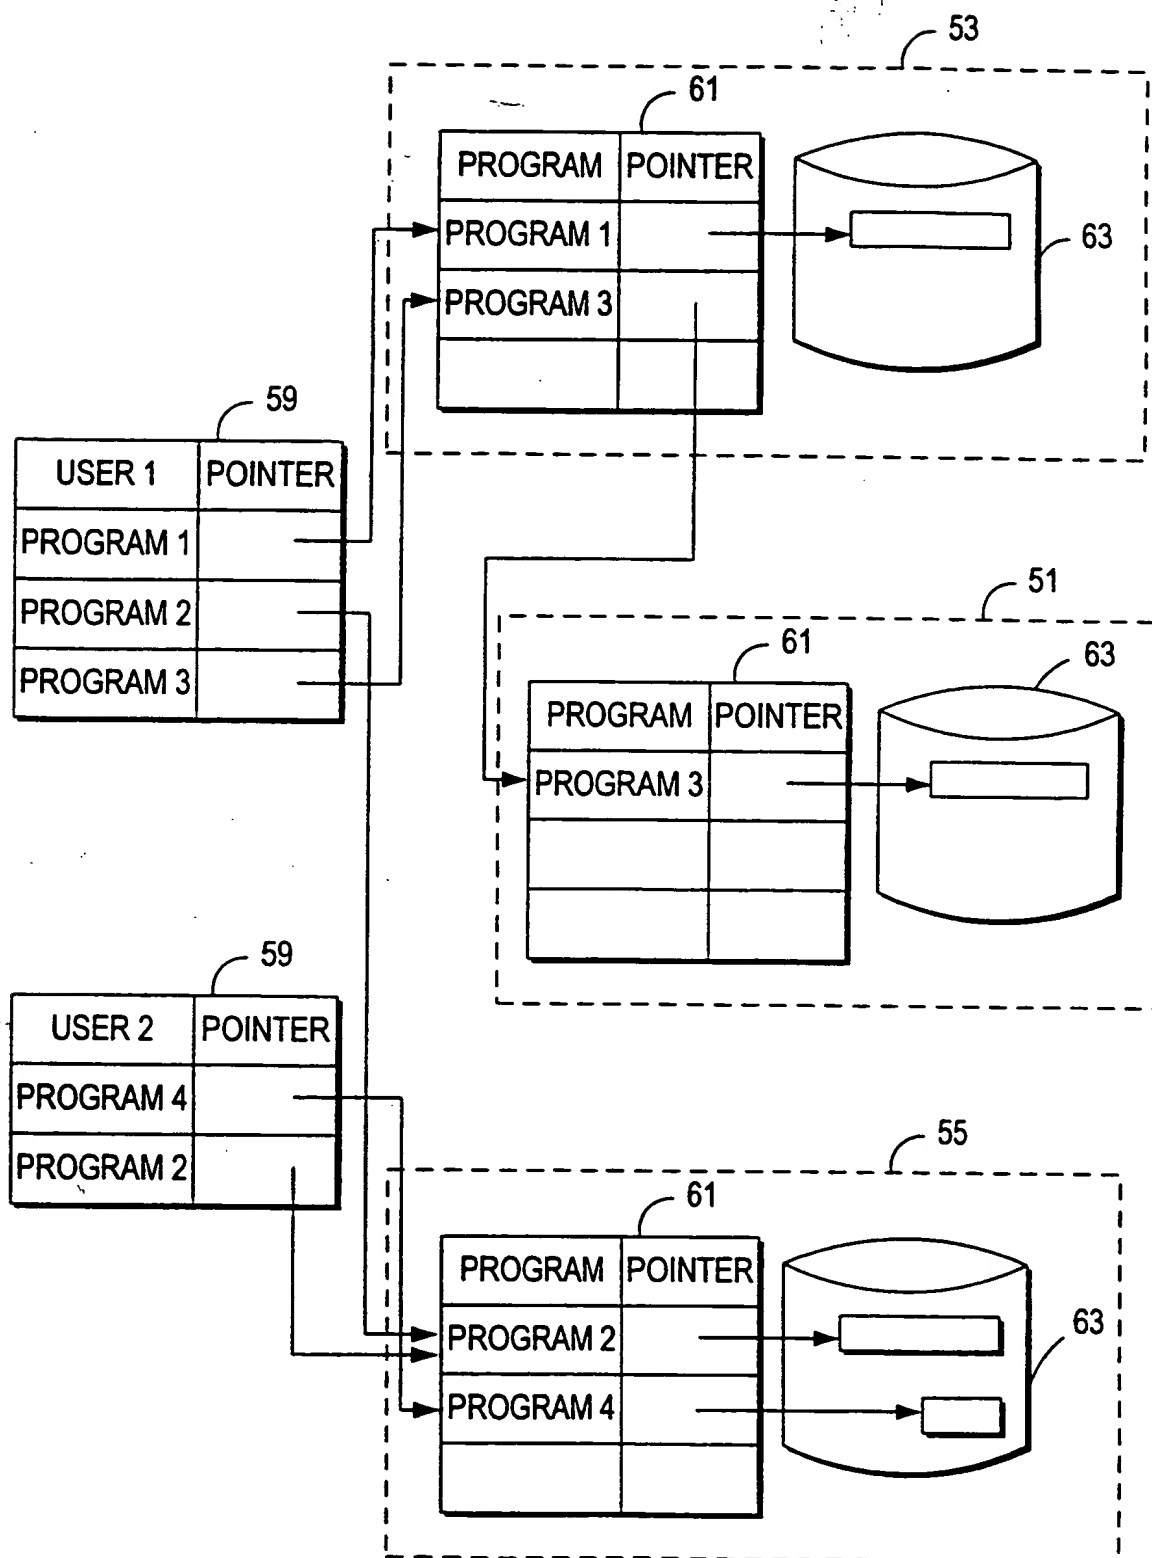 53
61
PROGRAM POINTER
PROGRAM 1
PROGRAM 3
63
59
USER 1 POINTER
PROGRAM 1
PROGRAM 2
PROGRAM 3
51
61
63
PROGRAM POINTER
PROGRAM 3
59
USER 2 POINTER
PROGRAM 4
PROGRAM 2
55
61
PROGRAM POINTER
PROGRAM 2
PROGRAM 4
63